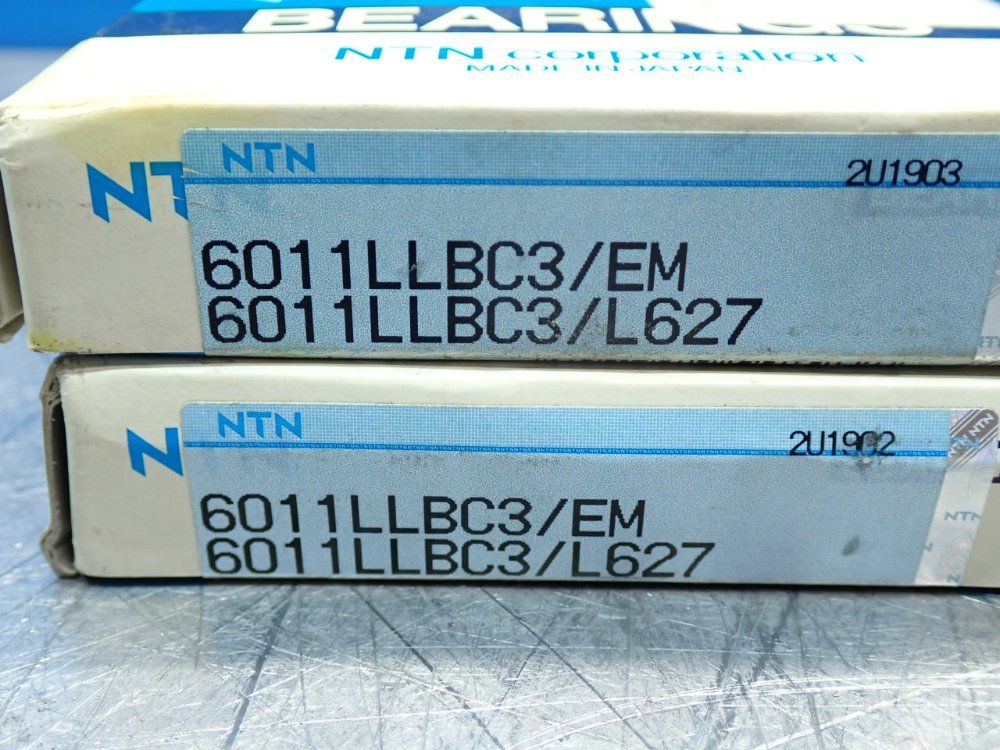 BEARINGS
NTN corporation
MADE IN JAPAN
NTN
NTN
2U1903
6011LLBC3/EM
6011LLBC3/L627
N
NTN
2U1902
6011LLBC3/EM
6011LLBC3/L627
NTN
NTN